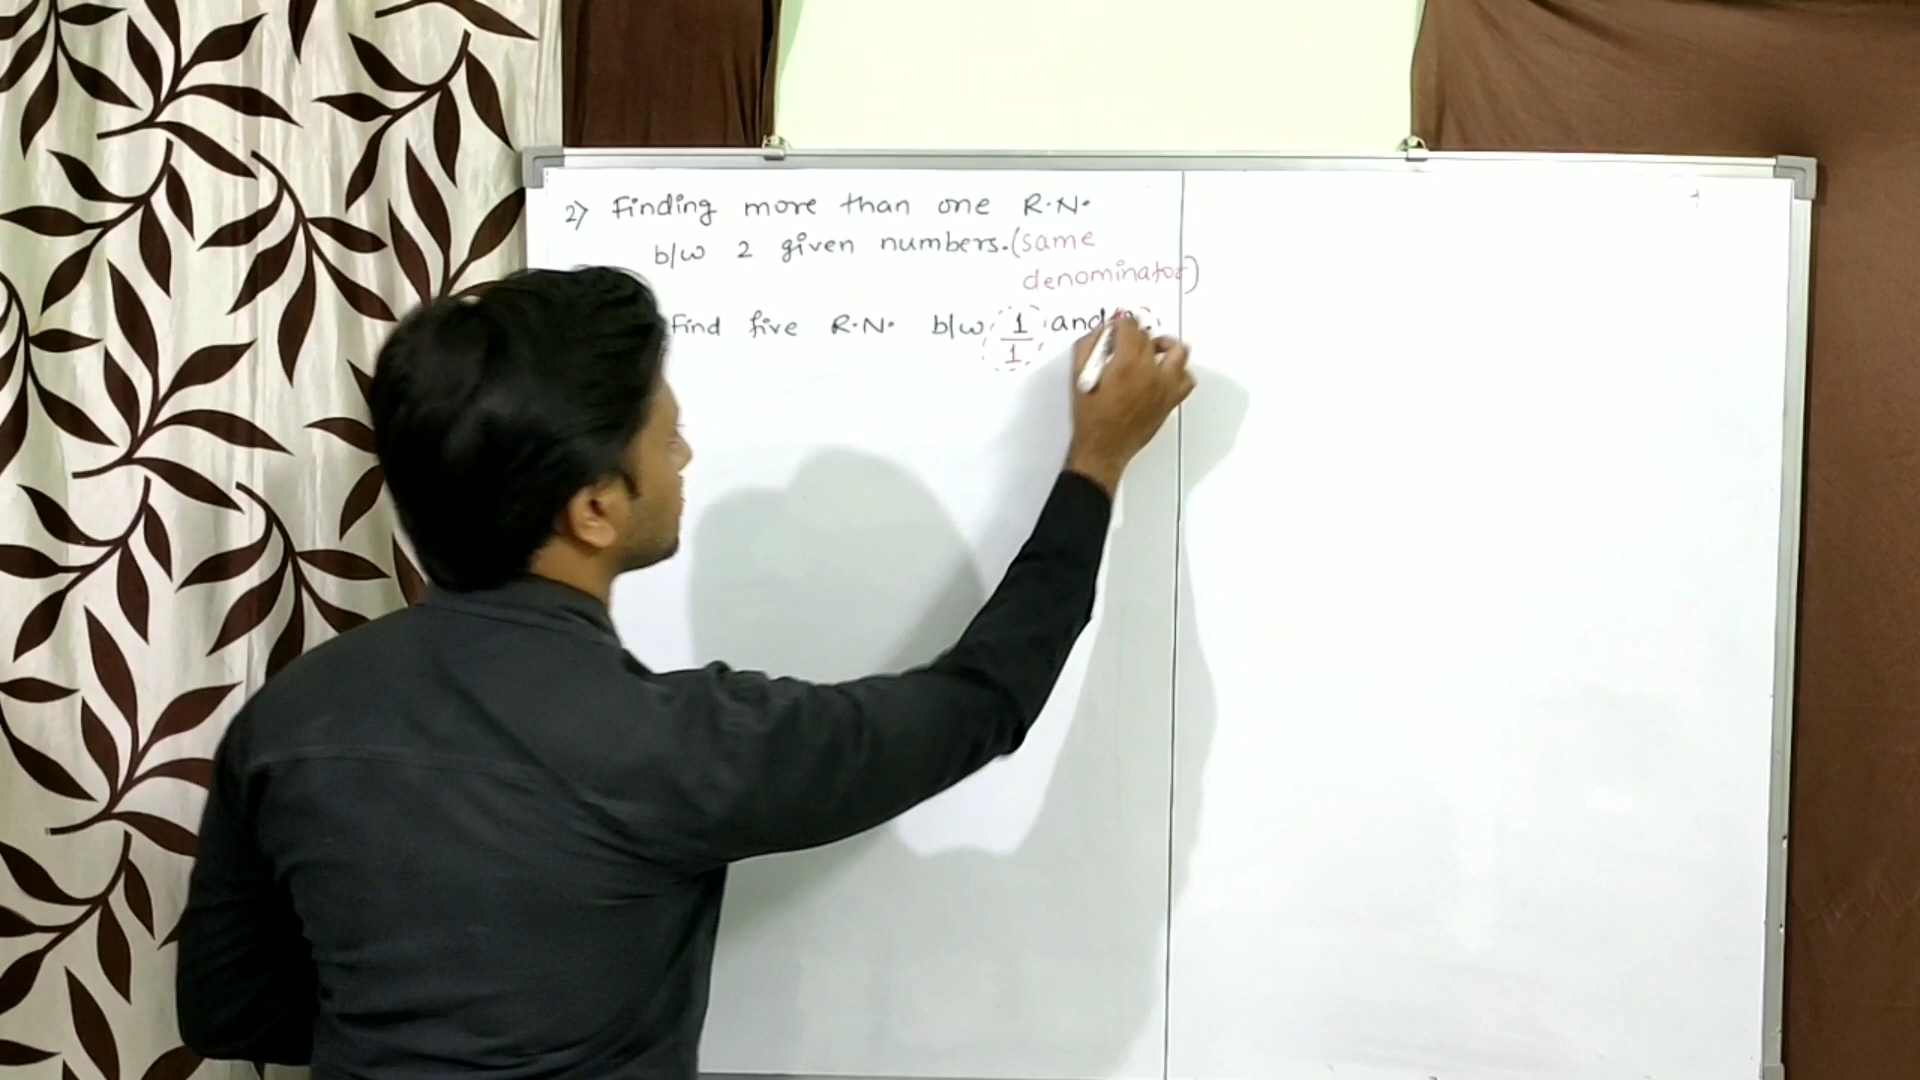 2) Finding more than one R.N.
b/w 2 given numbers. (same
denominator)
Find five R.N. b/w 1/1 and